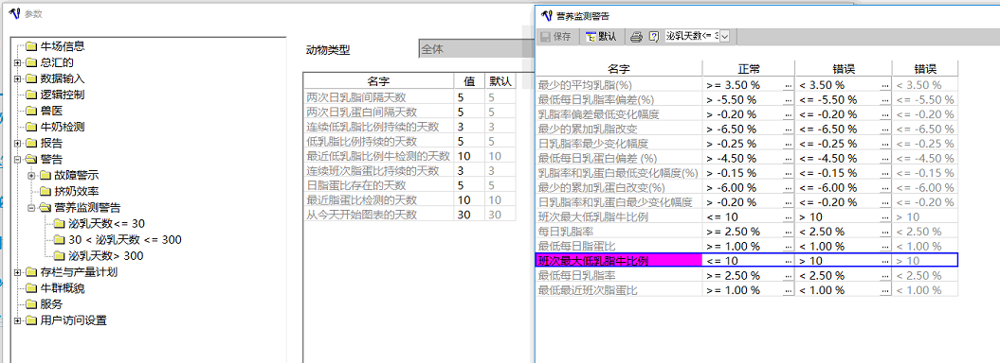 参数
牛场信息
总汇的
数据输入
逻辑控制
兽医
牛奶检测
报告
警告
故障警示
挤奶效率
营养监测警告
泌乳天数<= 30
30 < 泌乳天数 <= 300
泌乳天数> 300
存栏与产量计划
牛群概貌
服务
用户访问设置
动物类型 全体
名字 值 默认
两次日乳脂间隔天数 5 5
两次日乳蛋白间隔天数 5 5
连续低乳脂比例持续的天数 3 3
低乳脂比例持续的天数 5 5
最近低乳脂比例牛检测的天数 10 10
连续班次脂蛋比持续的天数 3 3
日脂蛋比存在的天数 5 5
最近脂蛋比检测的天数 10 10
从今天开始图表的天数 30 30
营养监测警告
保存 默认 泌乳天数<= 3
名字 正常 错误 错误
最少的平均乳脂(%) >= 3.50 % ... < 3.50 % ... < 3.50 %
最低每日乳脂率偏差(%) > -5.50 % ... <= -5.50 % ... <= -5.50 %
乳脂率偏差最低变化幅度 > -0.20 % ... <= -0.20 % ... <= -0.20 %
最少的累加乳脂改变 > -6.50 % ... <= -6.50 % ... <= -6.50 %
日乳脂率最少变化幅度 > -0.25 % ... <= -0.25 % ... <= -0.25 %
最低每日乳蛋白偏差 (%) > -4.50 % ... <= -4.50 % ... <= -4.50 %
乳脂率和乳蛋白最低变化幅度(%) > -0.15 % ... <= -0.15 % ... <= -0.15 %
最少的累加乳蛋白改变(%) > -6.00 % ... <= -6.00 % ... <= -6.00 %
日乳脂率和乳蛋白最少变化幅度 > -0.20 % ... <= -0.20 % ... <= -0.20 %
班次最大低乳脂牛比例 <= 10 ... > 10 ... > 10
每日乳脂率 >= 2.50 % ... < 2.50 % ... < 2.50 %
最低每日脂蛋比 >= 1.00 % ... < 1.00 % ... < 1.00 %
班次最大低乳脂牛比例 <= 10 ... > 10 ... > 10
最低每日乳脂率 >= 2.50 % ... < 2.50 % ... < 2.50 %
最低最近班次脂蛋比 >= 1.00 % ... < 1.00 % ... < 1.00 %